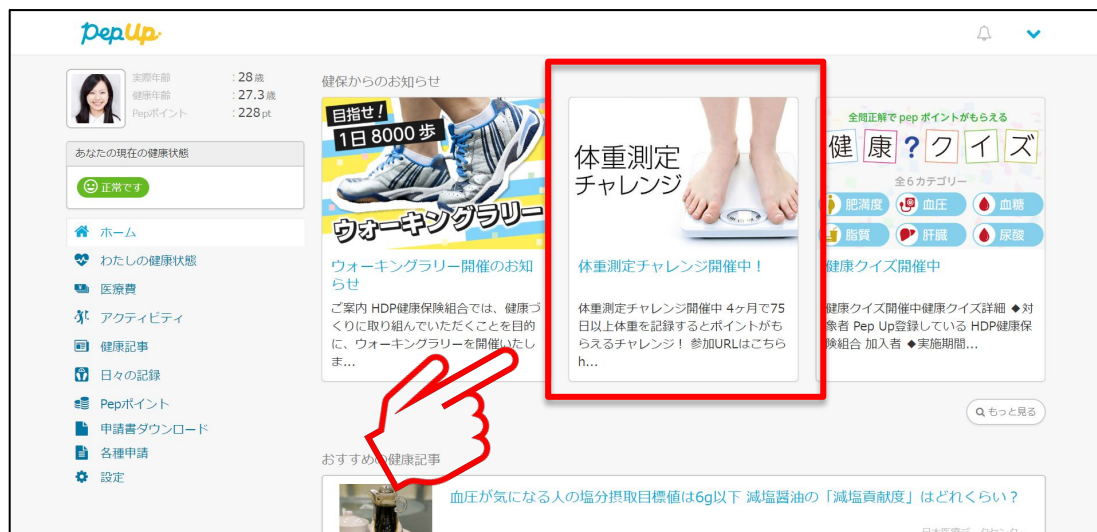 PepUp
実際年齢 : 28歳
健康年齢 : 27.3歳
Pepポイント : 228pt
あなたの現在の健康状態
正常です
ホーム
わたしの健康状態
医療費
アクティビティ
健康記事
日々の記録
Pepポイント
申請書ダウンロード
各種申請
設定
健保からのお知らせ
目指せ!
1日8000歩
ウォーキングラリー
ウォーキングラリー開催のお知
らせ
ご案内 HDP健康保険組合では、健康づ
くりに取り組んでいただくことを目的
に、ウォーキングラリーを開催いたし
ま...
体重測定
チャレンジ
体重測定チャレンジ開催中！
体重測定チャレンジ開催中 4ヶ月で75
日以上体重を記録するとポイントがも
らえるチャレンジ！ 参加URLはこちら
h...
全問正解で pep ポイントがもらえる
健康?クイズ
全6カテゴリー
肥満度 血圧 血糖
脂質 肝臓 尿酸
健康クイズ開催中
健康クイズ開催中健康クイズ詳細 ◆対
象者 Pep Up登録している HDP健康保
険組合 加入者 ◆実施期間...
もっと見る
おすすめの健康記事
血圧が気になる人の塩分摂取目標値は6g以下 減塩醤油の「減塩貢献度」はどれくらい？